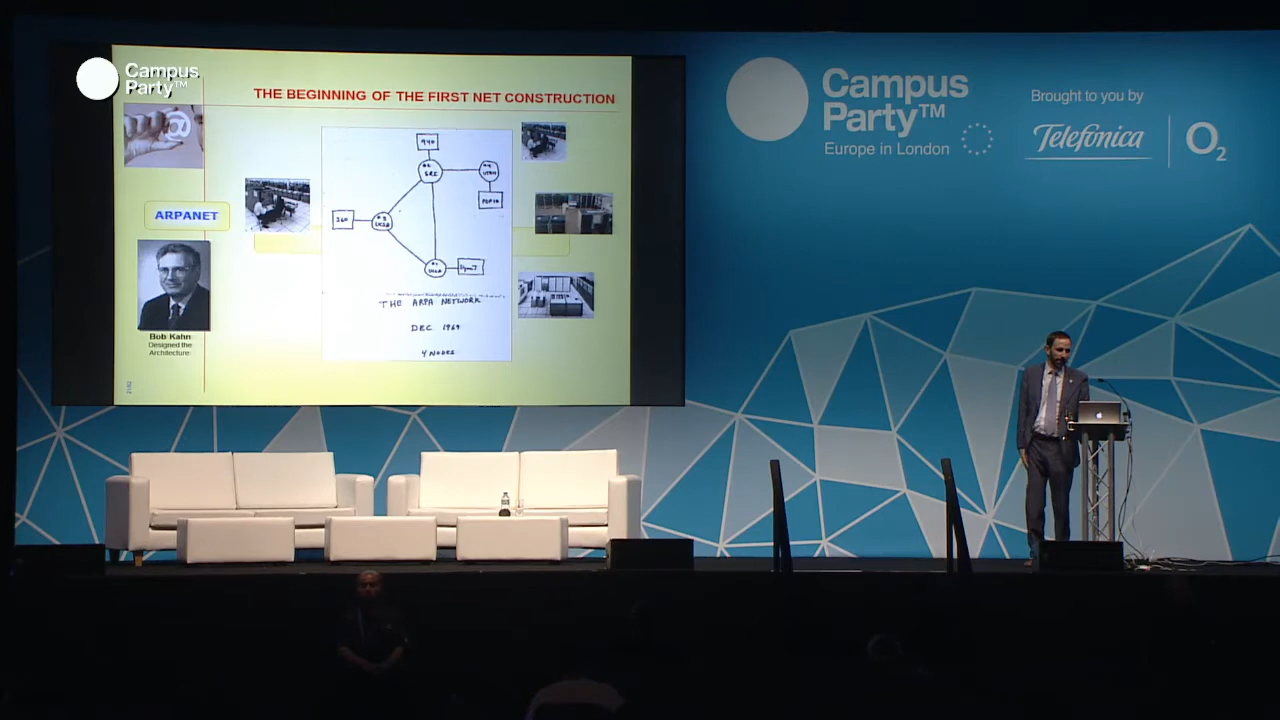 Campus
Party™
THE BEGINNING OF THE FIRST NET CONSTRUCTION
940
SRI
UTAH
PDP10
ARPANET
360
UCSB
UCLA
THE ARPA NETWORK
DEC 1969
4 NODES
Bob Kahn
Designed the
Architecture
Campus
Party™
Europe in London
Brought to you by
Telefónica
O2